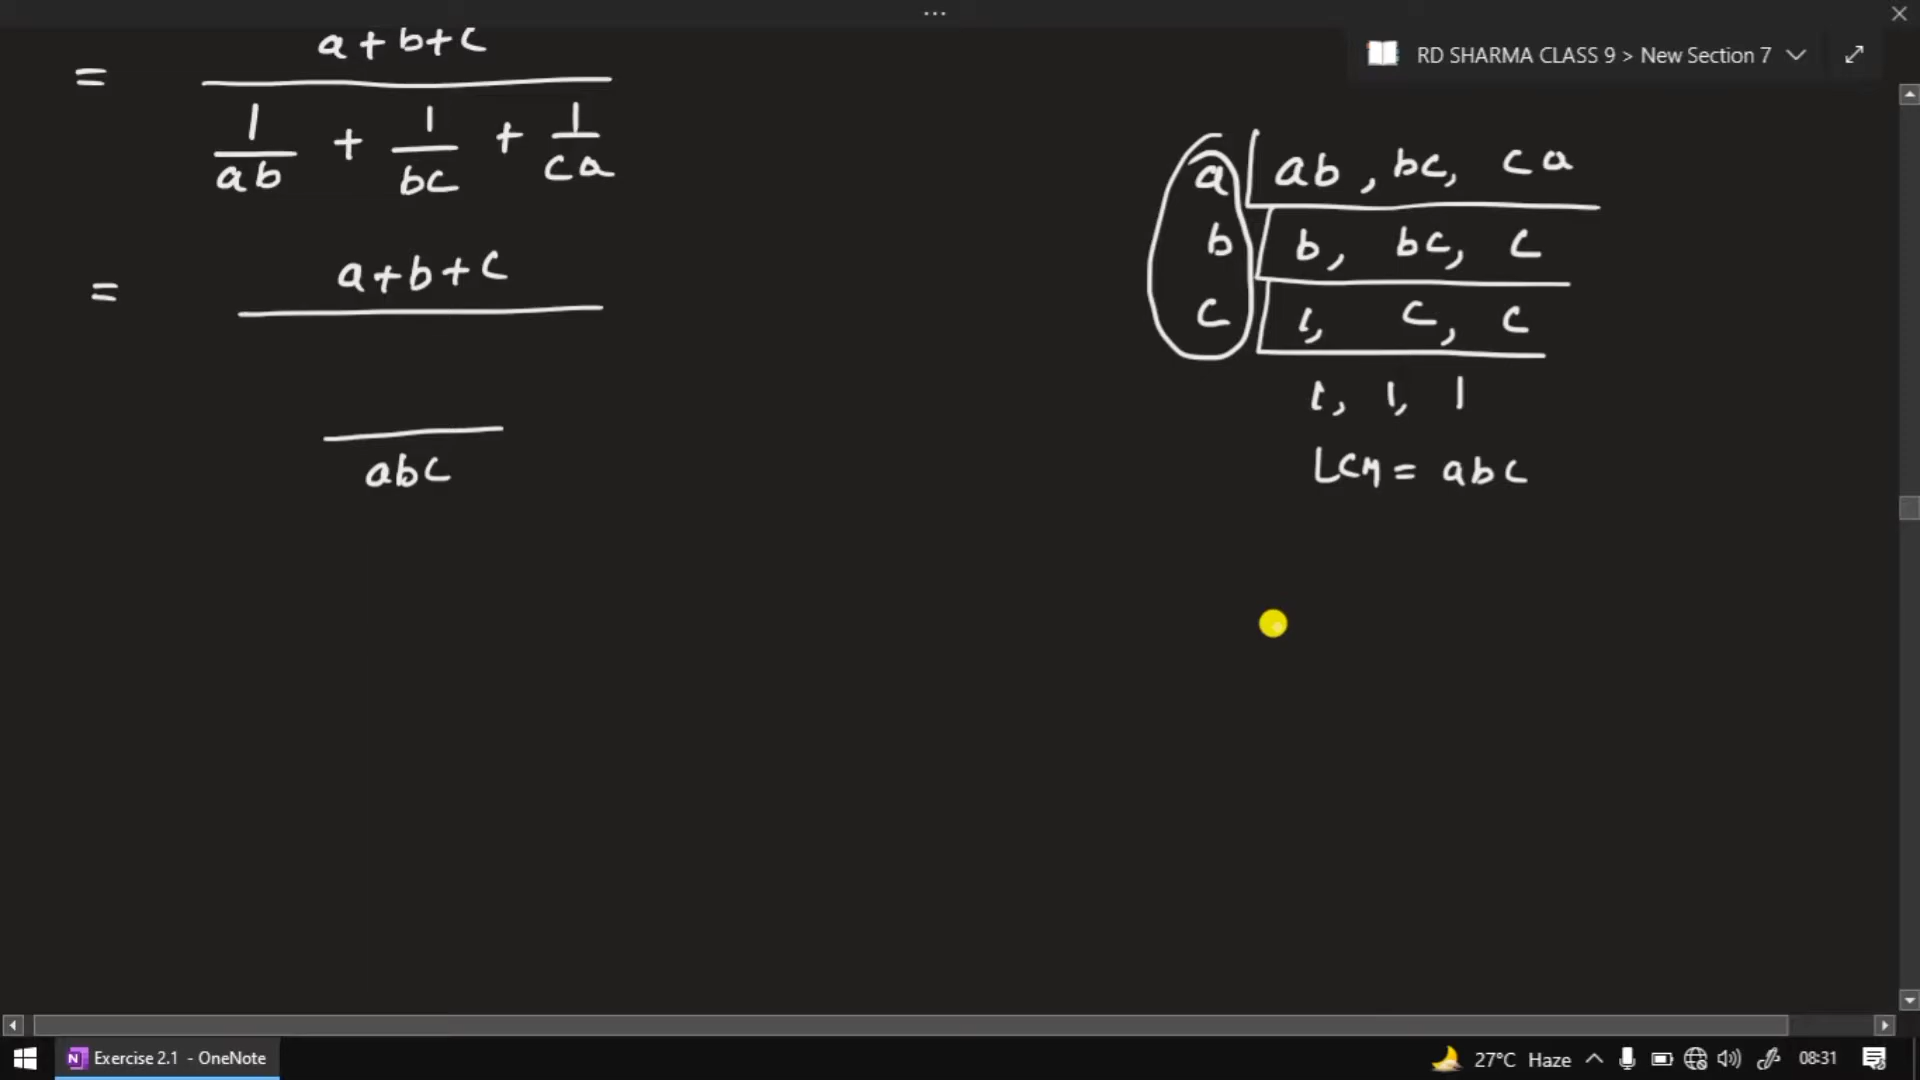 ...
RD SHARMA CLASS 9 > New Section 7
a+b+c
=
1 1 1
ab + bc + ca
a+b+c
=
abc
a ab, bc, ca
b b, bc, c
c 1, c, c
1, 1, 1
LCM = abc
Exercise 2.1 - OneNote
27°C Haze 08:31